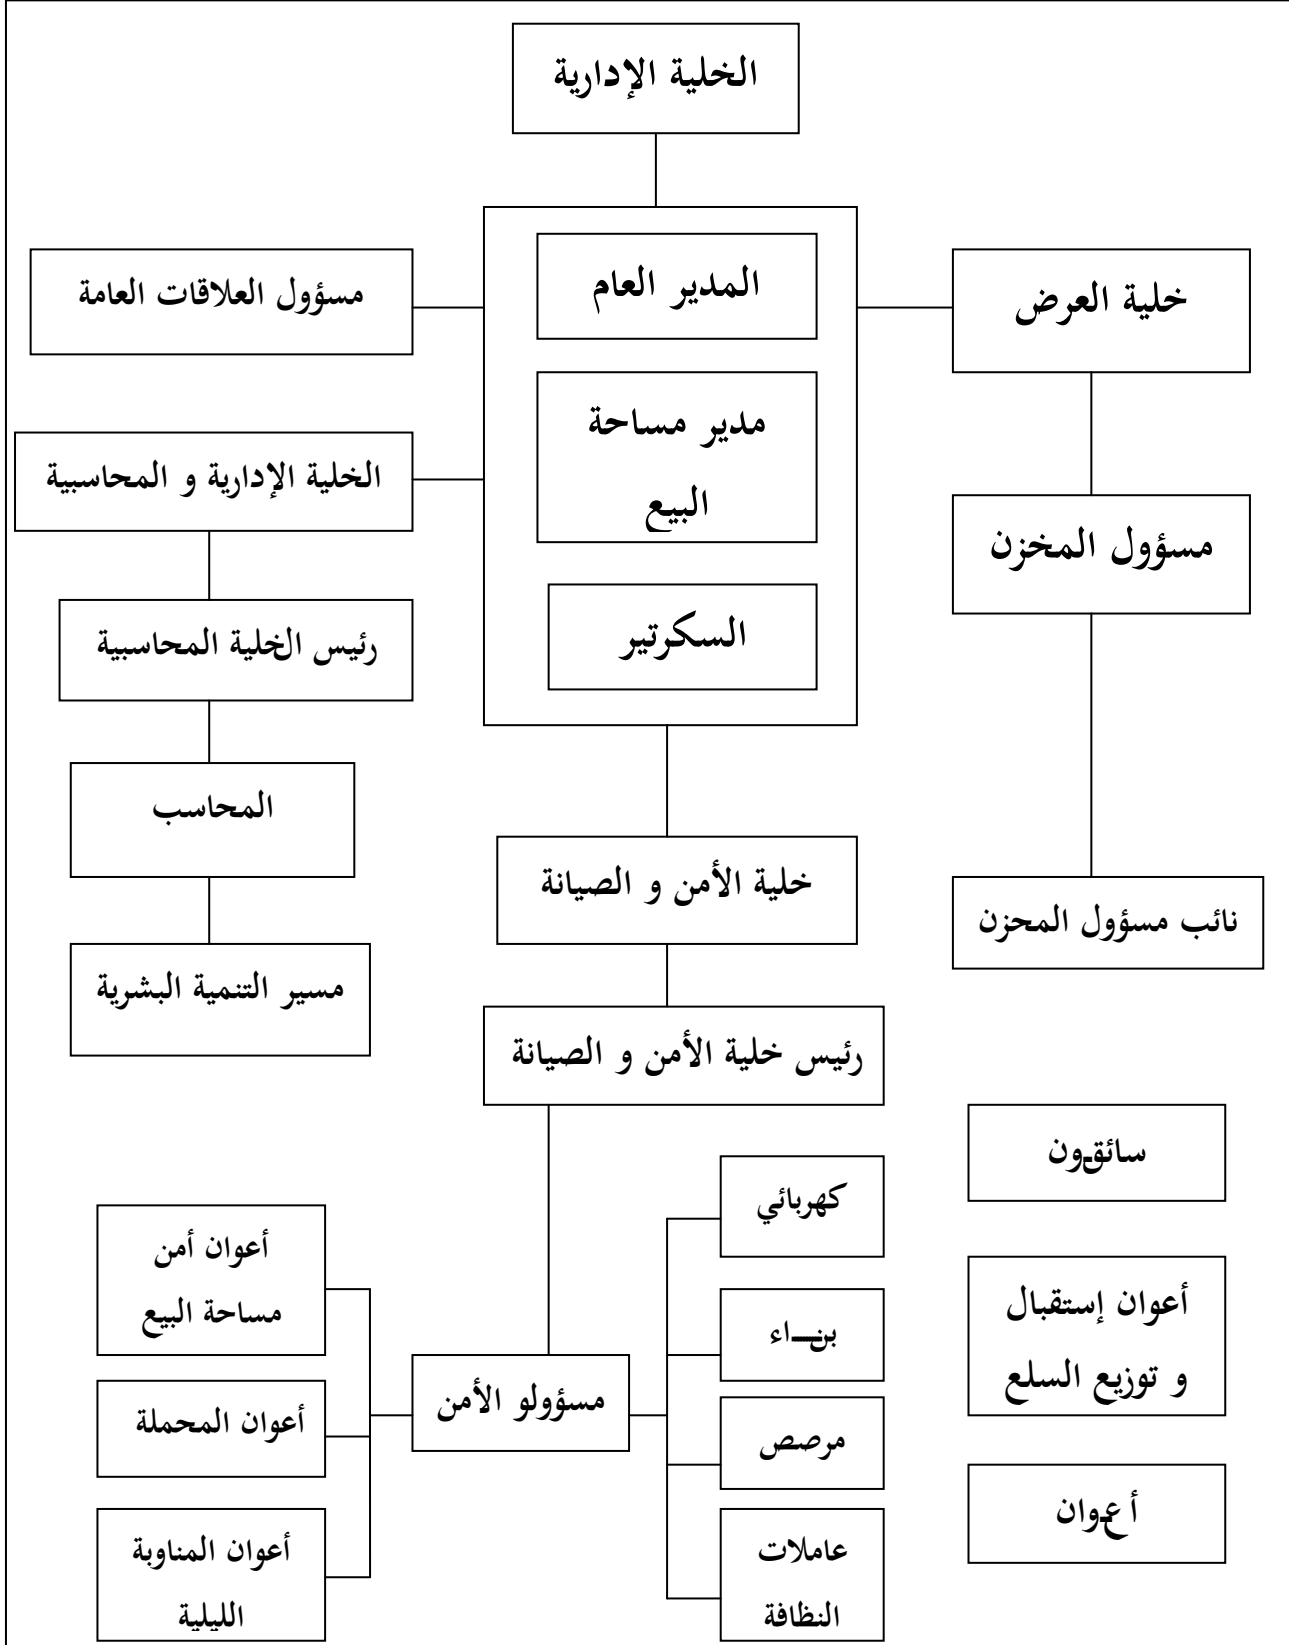 الخلية الإدارية
المدير العام
مدير مساحة
البيع
السكرتير
خلية العرض
مسؤول المخزن
نائب مسؤول المحزن
سائقون
أعوان إستقبال
و توزيع السلع
أعوان
مسؤول العلاقات العامة
الخلية الإدارية و المحاسبية
رئيس الخلية المحاسبية
المحاسب
مسير التنمية البشرية
خلية الأمن و الصيانة
رئيس خلية الأمن و الصيانة
مسؤولو الأمن
كهربائي
بنـاء
مرصص
عاملات
النظافة
أعوان أمن
مساحة البيع
أعوان المحملة
أعوان المناوبة
الليلية